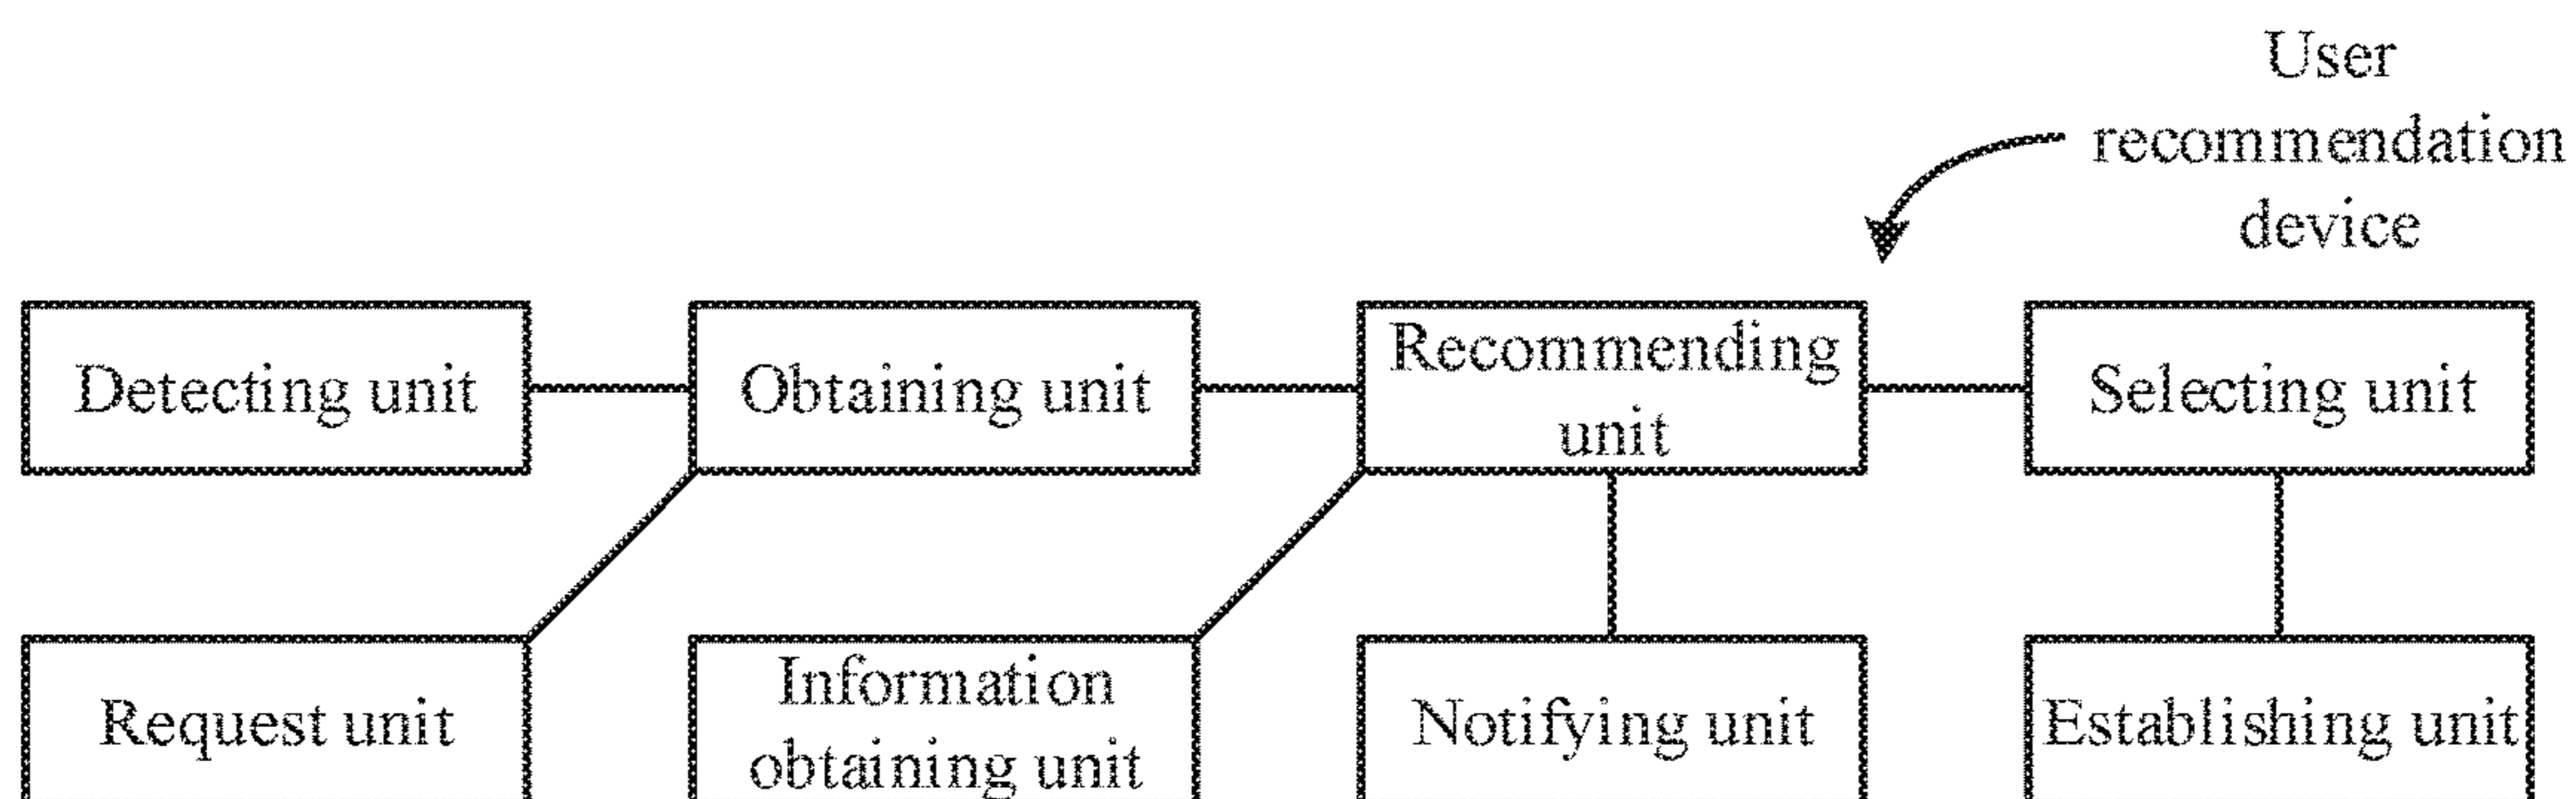 User
recommendation
device
Detecting unit
Obtaining unit
Recommending
unit
Selecting unit
Request unit
Information
obtaining unit
Notifying unit
Establishing unit